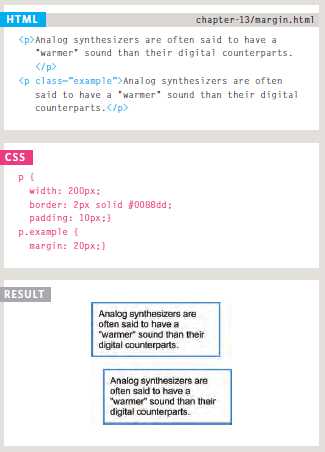 HTML
chapter-13/margin.html
<p>Analog synthesizers are often said to have a
"warmer" sound than their digital counterparts.
</p>
<p class="example">Analog synthesizers are often
said to have a "warmer" sound than their digital
counterparts.</p>
CSS
p {
width: 200px;
border: 2px solid #0088dd;
padding: 10px;}
p.example {
margin: 20px;}
RESULT
Analog synthesizers are
often said to have a
"warmer" sound than their
digital counterparts.
Analog synthesizers are
often said to have a
"warmer" sound than their
digital counterparts.